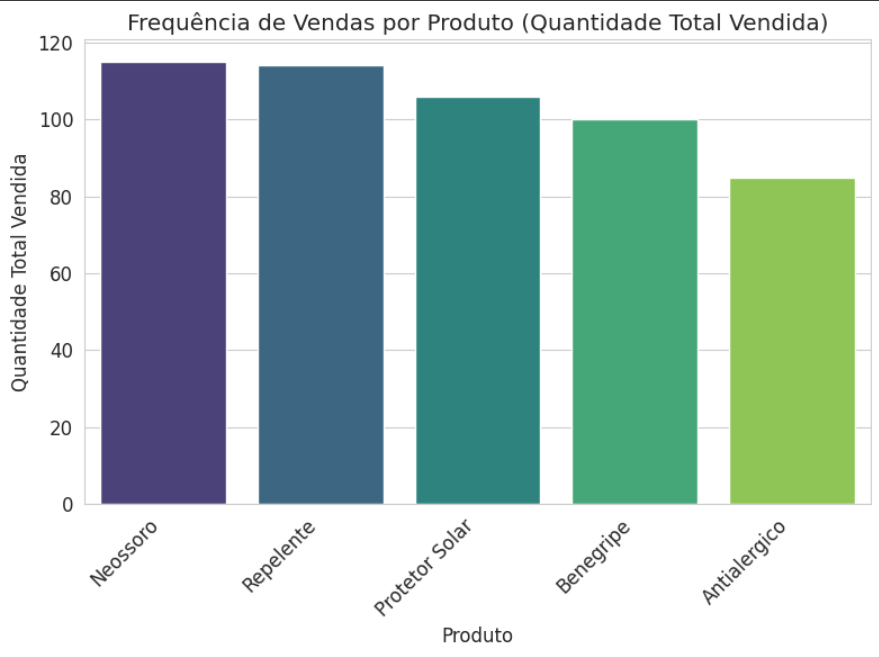 Frequência de Vendas por Produto (Quantidade Total Vendida)
Quantidade Total Vendida
120
100
80
60
40
20
0
Neossoro
Repelente
Protetor Solar
Benegripe
Antialergico
Produto